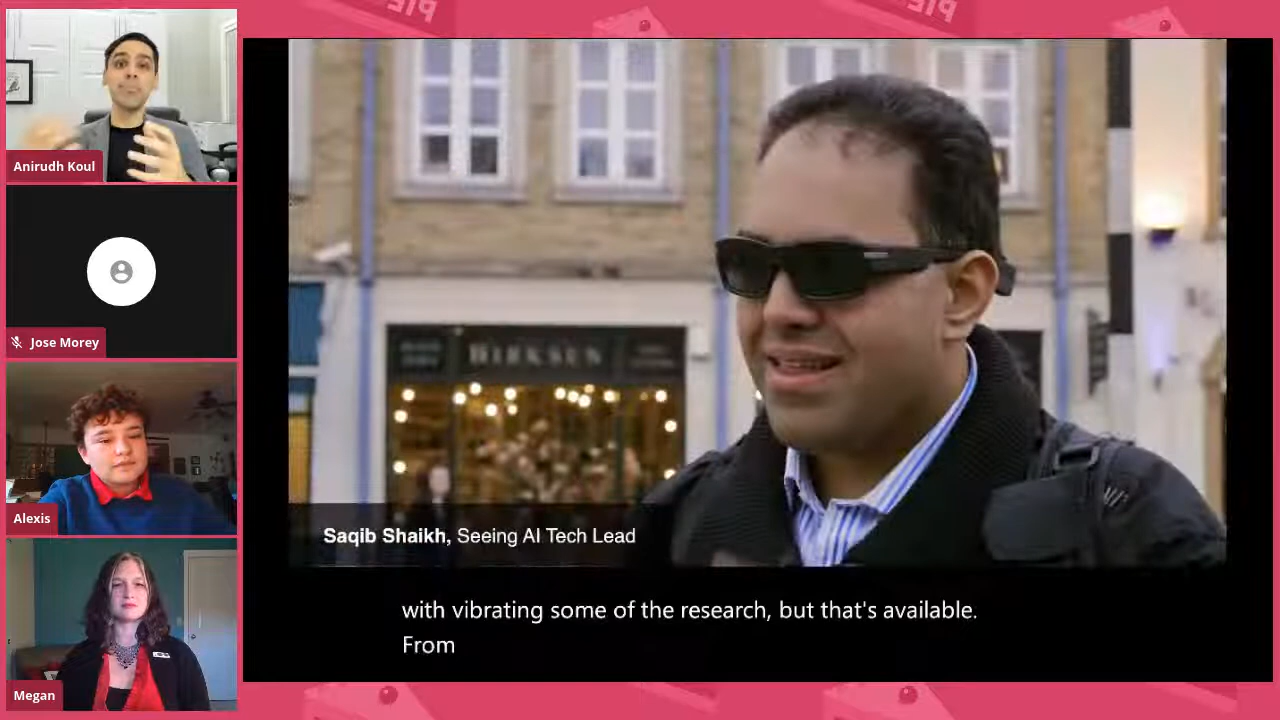 Anirudh Koul
Jose Morey
Alexis
Megan
BIRKSUN
Saqib Shaikh, Seeing AI Tech Lead
with vibrating some of the research, but that's available.
From